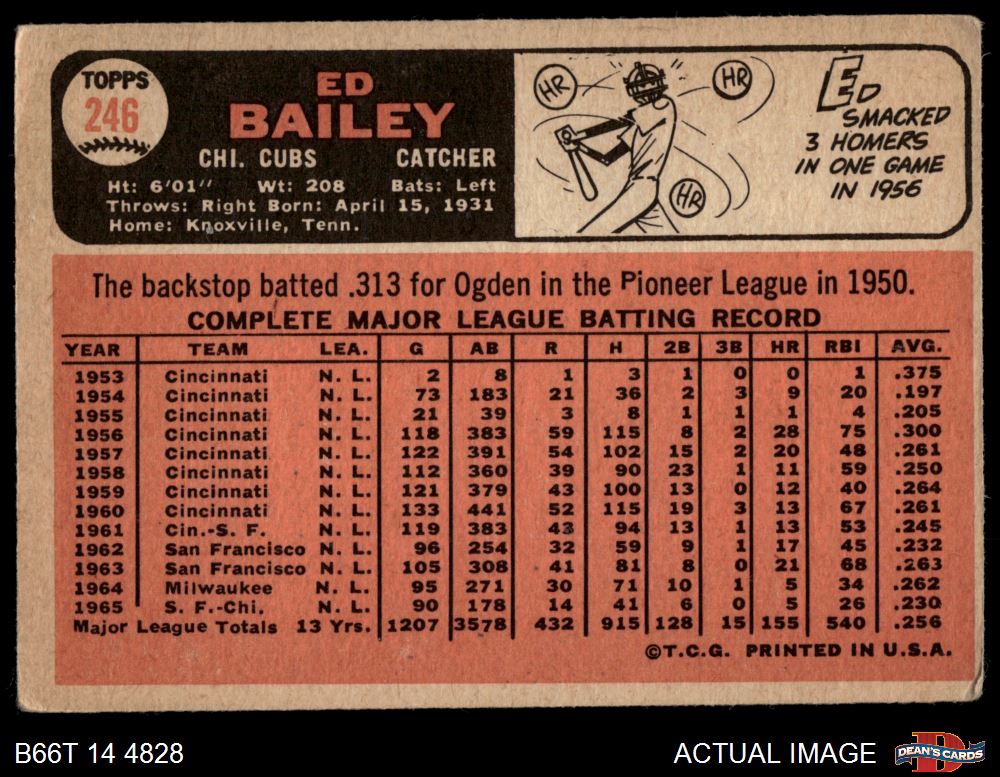 TOPPS
246
ED
BAILEY
CHI. CUBS CATCHER
Ht: 6'01" Wt: 208 Bats: Left
Throws: Right Born: April 15, 1931
Home: Knoxville, Tenn.
HR HR
HR
ED
SMACKED
3 HOMERS
IN ONE GAME
IN 1956
The backstop batted .313 for Ogden in the Pioneer League in 1950.
COMPLETE MAJOR LEAGUE BATTING RECORD
YEAR TEAM LEA. G AB R H 2B 3B HR RBI AVG.
1953 Cincinnati N. L. 2 8 1 3 1 0 0 1 .375
1954 Cincinnati N. L. 73 183 21 36 2 3 9 20 .197
1955 Cincinnati N. L. 21 39 3 8 1 1 1 4 .205
1956 Cincinnati N. L. 118 383 59 115 8 2 28 75 .300
1957 Cincinnati N. L. 122 391 54 102 15 2 20 48 .261
1958 Cincinnati N. L. 112 360 39 90 23 1 11 59 .250
1959 Cincinnati N. L. 121 379 43 100 13 0 12 40 .264
1960 Cincinnati N. L. 133 441 52 115 19 3 13 67 .261
1961 Cin.-S. F. N. L. 119 383 43 94 13 1 13 53 .245
1962 San Francisco N. L. 96 254 32 59 9 1 17 45 .232
1963 San Francisco N. L. 105 308 41 81 8 0 21 68 .263
1964 Milwaukee N. L. 95 271 30 71 10 1 5 34 .262
1965 S. F.-Chi. N. L. 90 178 14 41 6 0 5 26 .230
Major League Totals 13 Yrs. 1207 3578 432 915 128 15 155 540 .256
©T.C.G. PRINTED IN U.S.A.
B66T 14 4828 ACTUAL IMAGE
D
DEAN'S CARDS